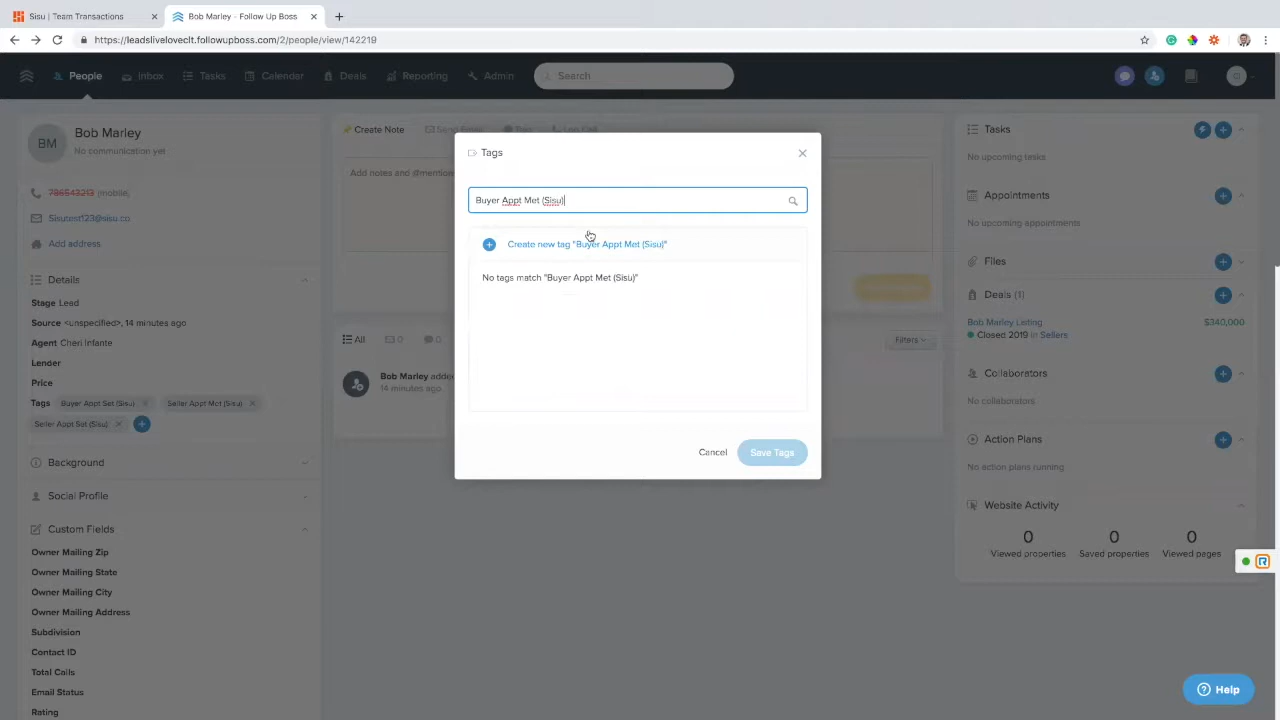 Sisu | Team Transactions
Bob Marley - Follow Up Boss
https://leadsliveloveclt.followupboss.com/2/people/view/142219
People
Inbox
Tasks
Calendar
Deals
Reporting
Admin
Search
BM
Bob Marley
No communication yet
786543213 (mobile)
Sisutest123@sisu.co
Add address
Details
Stage Lead
Source <unspecified>, 14 minutes ago
Agent Cheri Infante
Lender
Price
Tags Buyer Appt Set (Sisu) Seller Appt Met (Sisu)
Seller Appt Set (Sisu)
Background
Social Profile
Custom Fields
Owner Mailing Zip
Owner Mailing State
Owner Mailing City
Owner Mailing Address
Subdivision
Contact ID
Total Calls
Email Status
Rating
Create Note
Send Email
Log Call
Add notes and @mention
All 0 0
Filters
Bob Marley added
14 minutes ago
Tags
Buyer Appt Met (Sisu)
Create new tag "Buyer Appt Met (Sisu)"
No tags match "Buyer Appt Met (Sisu)"
Cancel
Save Tags
Tasks
No upcoming tasks
Appointments
No upcoming appointments
Files
Deals (1)
Bob Marley Listing $340,000
Closed 2019 in Sellers
Collaborators
No collaborators
Action Plans
No action plans running
Website Activity
0 0 0
Viewed properties Saved properties Viewed pages
Help